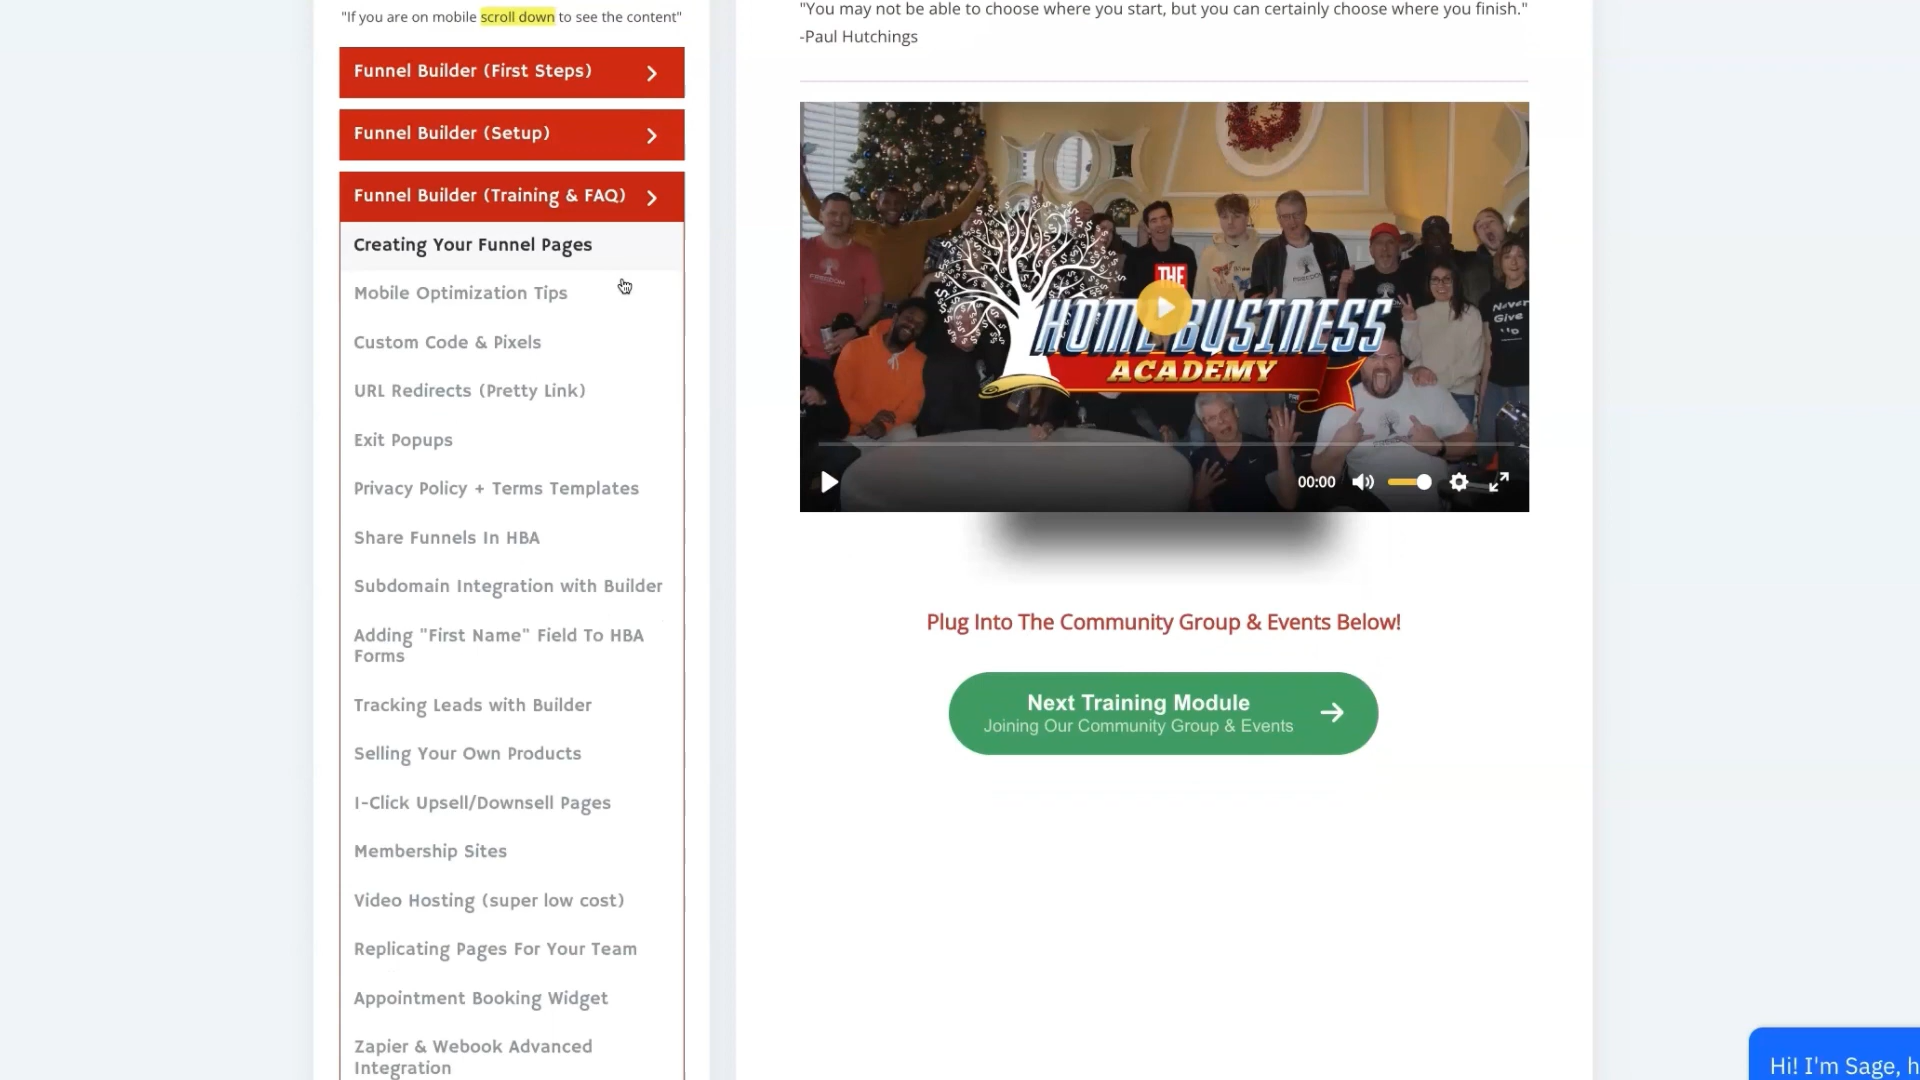 "If you are on mobile scroll down to see the content"
Funnel Builder (First Steps)
Funnel Builder (Setup)
Funnel Builder (Training & FAQ)
Creating Your Funnel Pages
Mobile Optimization Tips
Custom Code & Pixels
URL Redirects (Pretty Link)
Exit Popups
Privacy Policy + Terms Templates
Share Funnels In HBA
Subdomain Integration with Builder
Adding "First Name" Field To HBA
Forms
Tracking Leads with Builder
Selling Your Own Products
1-Click Upsell/Downsell Pages
Membership Sites
Video Hosting (super low cost)
Replicating Pages For Your Team
Appointment Booking Widget
Zapier & Webook Advanced
Integration
"You may not be able to choose where you start, but you can certainly choose where you finish."
-Paul Hutchings
THE
HOME BUSINESS
ACADEMY
FREEDOM
Never
Give
00:00
Plug Into The Community Group & Events Below!
Next Training Module
Joining Our Community Group & Events
Hi! I'm Sage, h